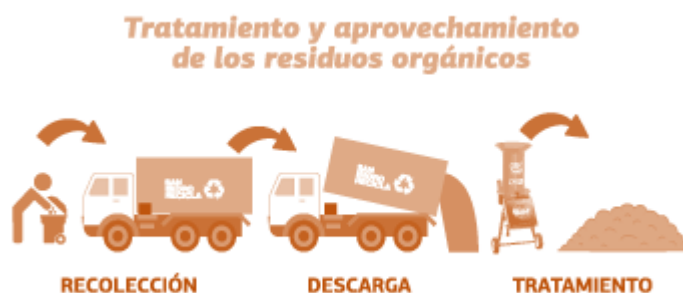 Tratamiento y aprovechamiento
de los residuos orgánicos
RECOLECCIÓN
DESCARGA
TRATAMIENTO